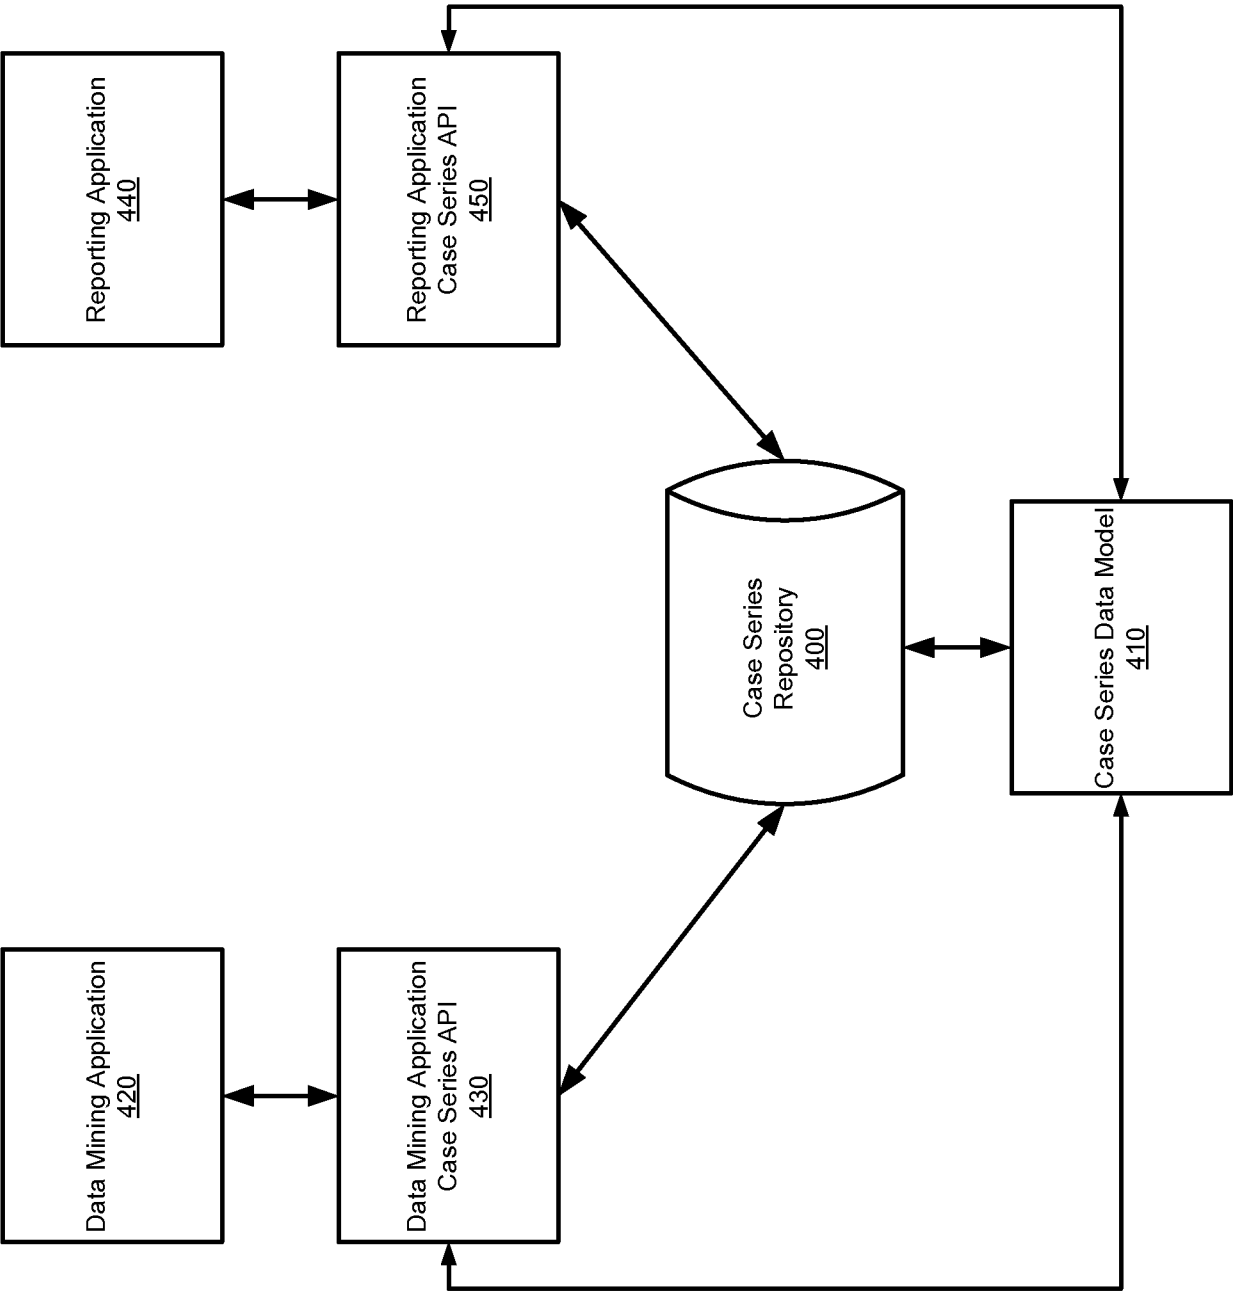 Data Mining Application
420
Data Mining Application
Case Series API
430
Case Series
Repository
400
Case Series Data Model
410
Reporting Application
440
Reporting Application
Case Series API
450